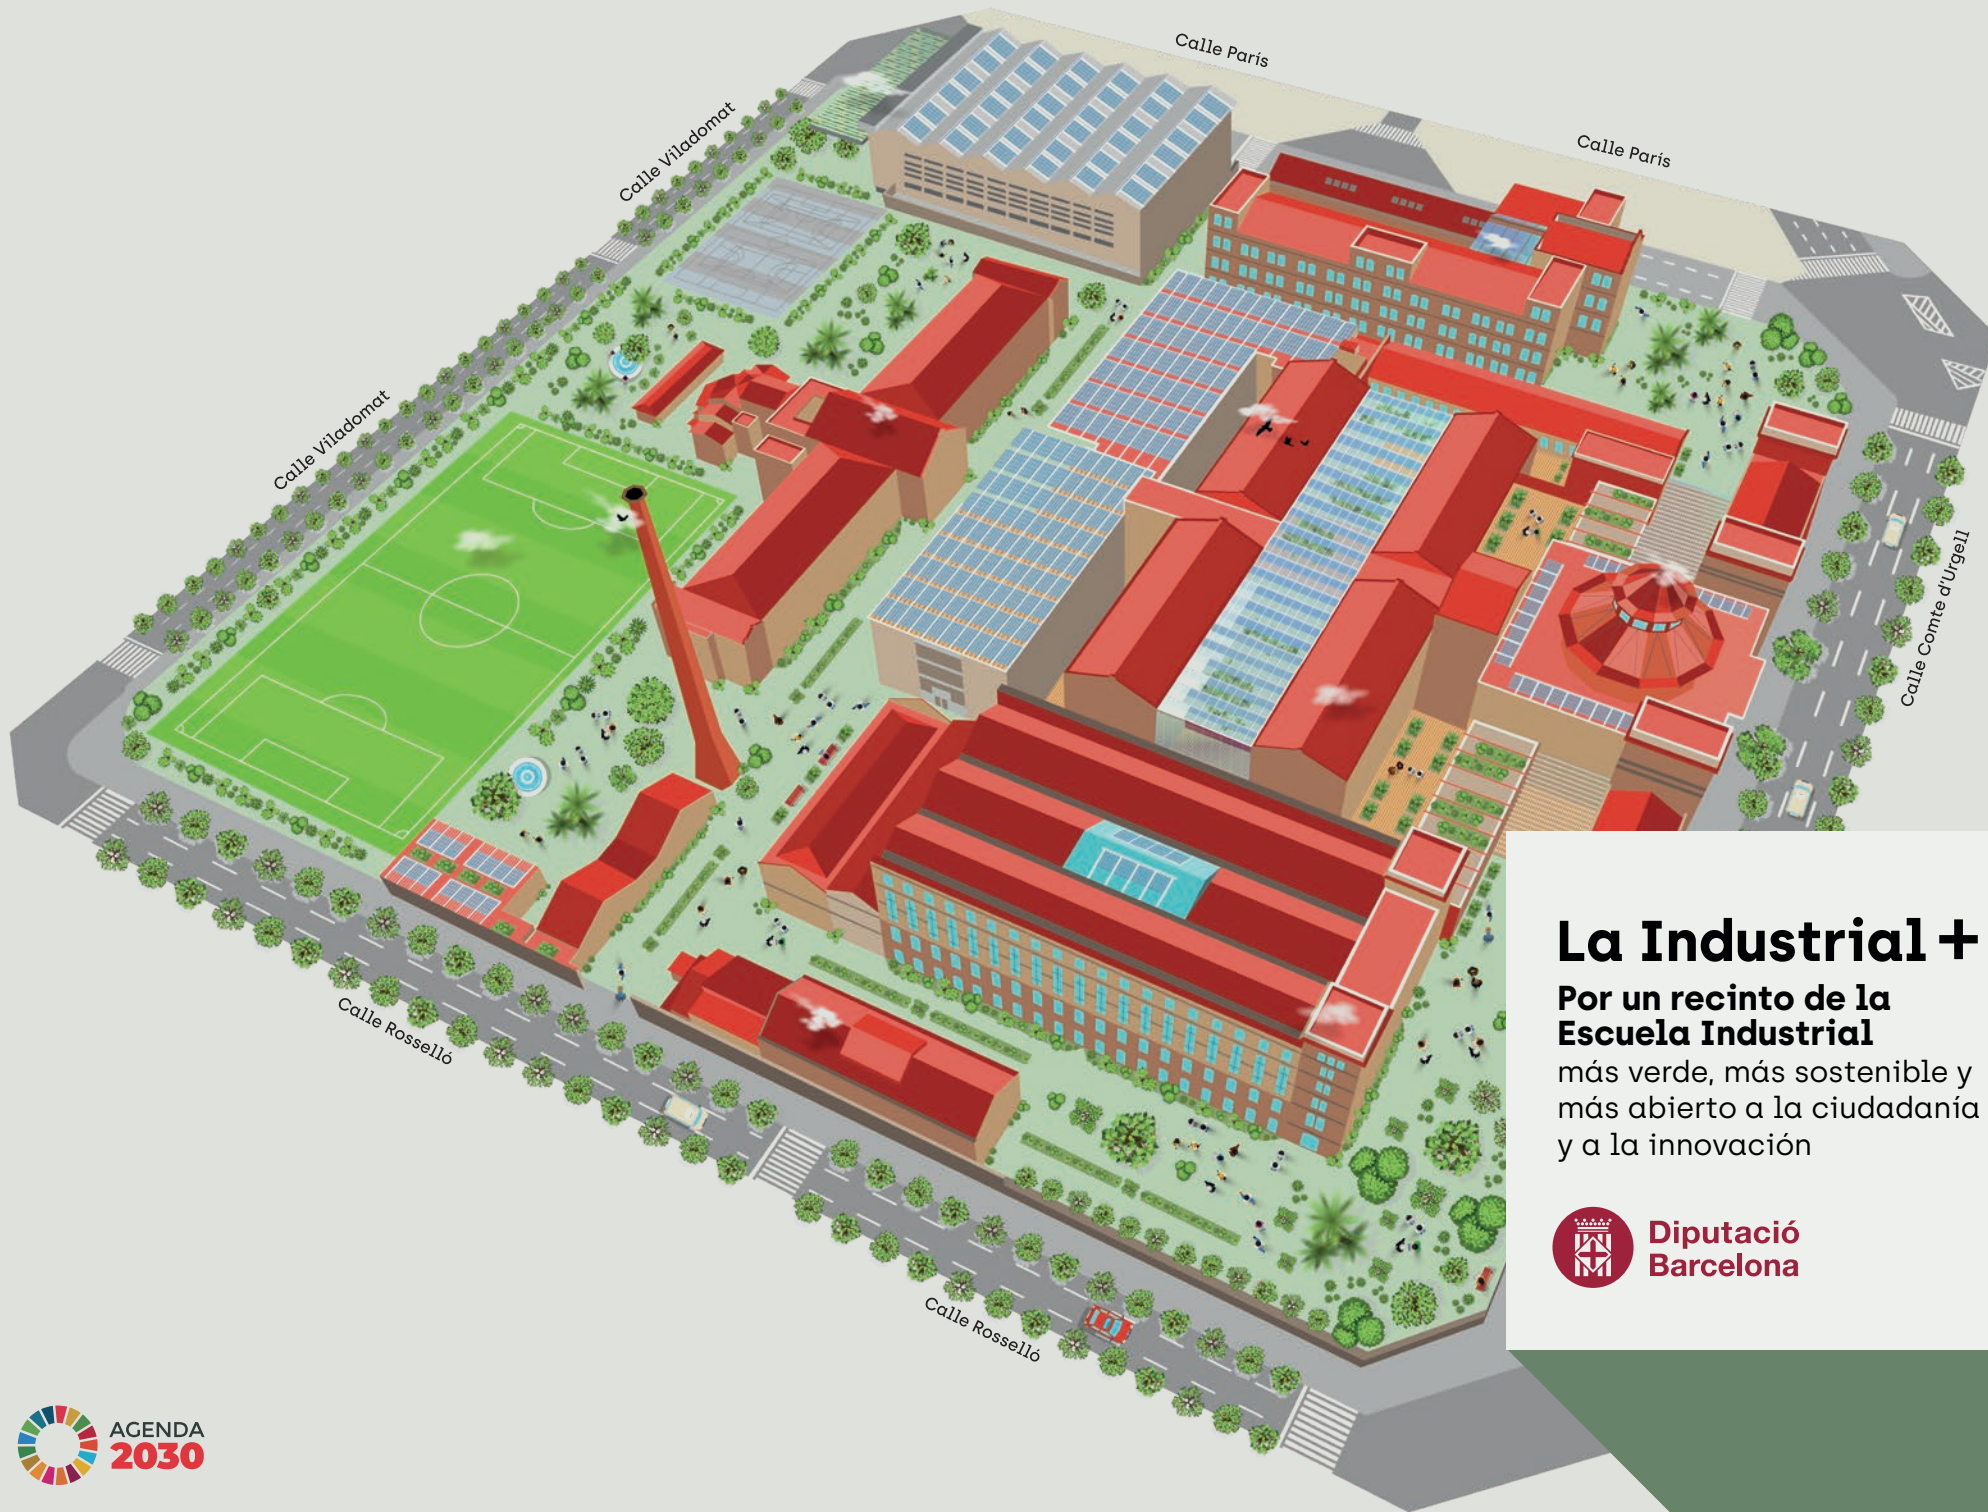 Calle París
Calle París
Calle Viladomat
Calle Viladomat
Calle Comte d'Urgell
Calle Rosselló
Calle Rosselló
La Industrial +
Por un recinto de la
Escuela Industrial
más verde, más sostenible y
más abierto a la ciudadanía
y a la innovación
Diputació
Barcelona
AGENDA
2030